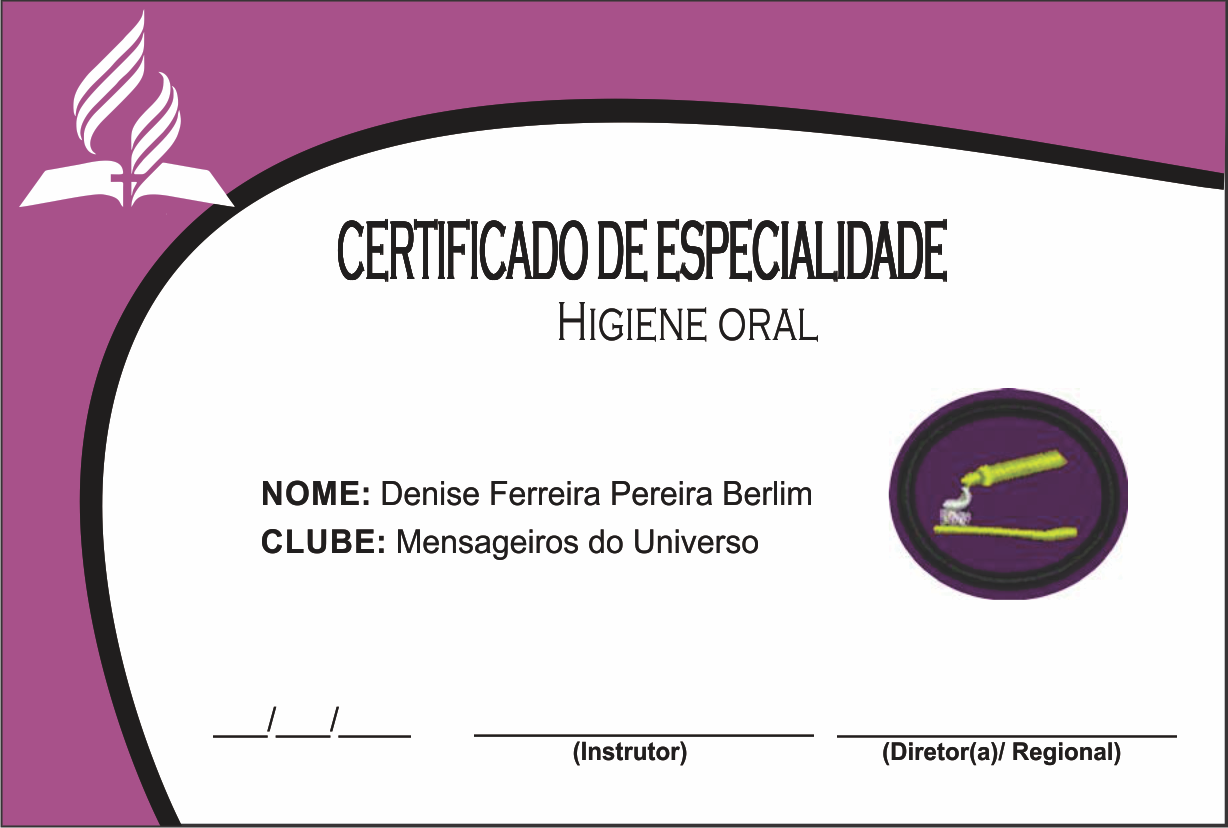 CERTIFICADO DE ESPECIALIDADE
HIGIENE ORAL
NOME: Denise Ferreira Pereira Berlim
CLUBE: Mensageiros do Universo
___/___/____
(Instrutor)
(Diretor(a)/ Regional)